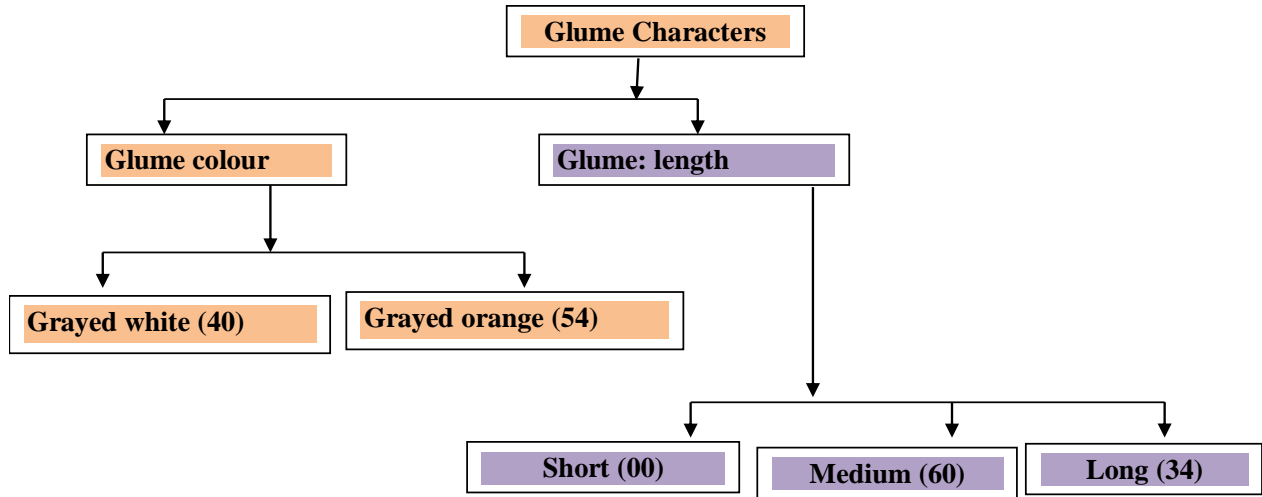 Glume Characters
Glume colour
Glume: length
Grayed white (40)
Grayed orange (54)
Short (00)
Medium (60)
Long (34)